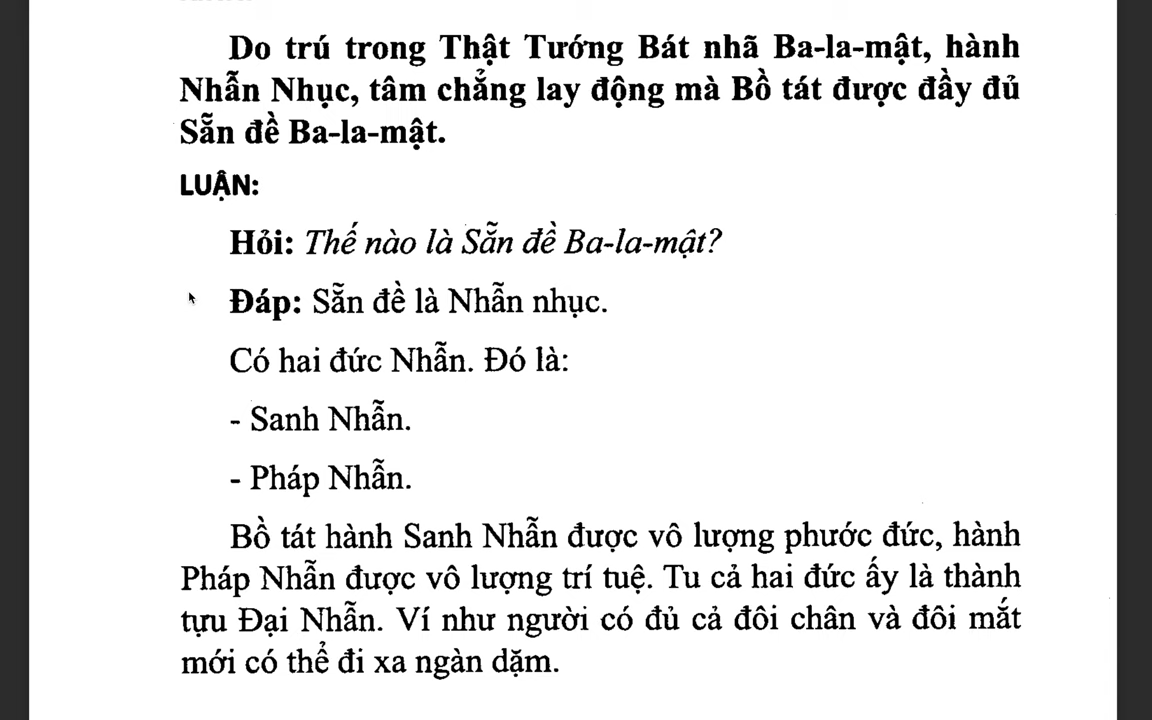 Do trú trong Thật Tướng Bát nhã Ba-la-mật, hành
Nhẫn Nhục, tâm chẳng lay động mà Bồ tát được đầy đủ
Sẵn đề Ba-la-mật.
LUẬN:
Hỏi: Thế nào là Sẵn đề Ba-la-mật?
Đáp: Sẵn đề là Nhẫn nhục.
Có hai đức Nhẫn. Đó là:
- Sanh Nhẫn.
- Pháp Nhẫn.
Bồ tát hành Sanh Nhẫn được vô lượng phước đức, hành
Pháp Nhẫn được vô lượng trí tuệ. Tu cả hai đức ấy là thành
tựu Đại Nhẫn. Ví như người có đủ cả đôi chân và đôi mắt
mới có thể đi xa ngàn dặm.